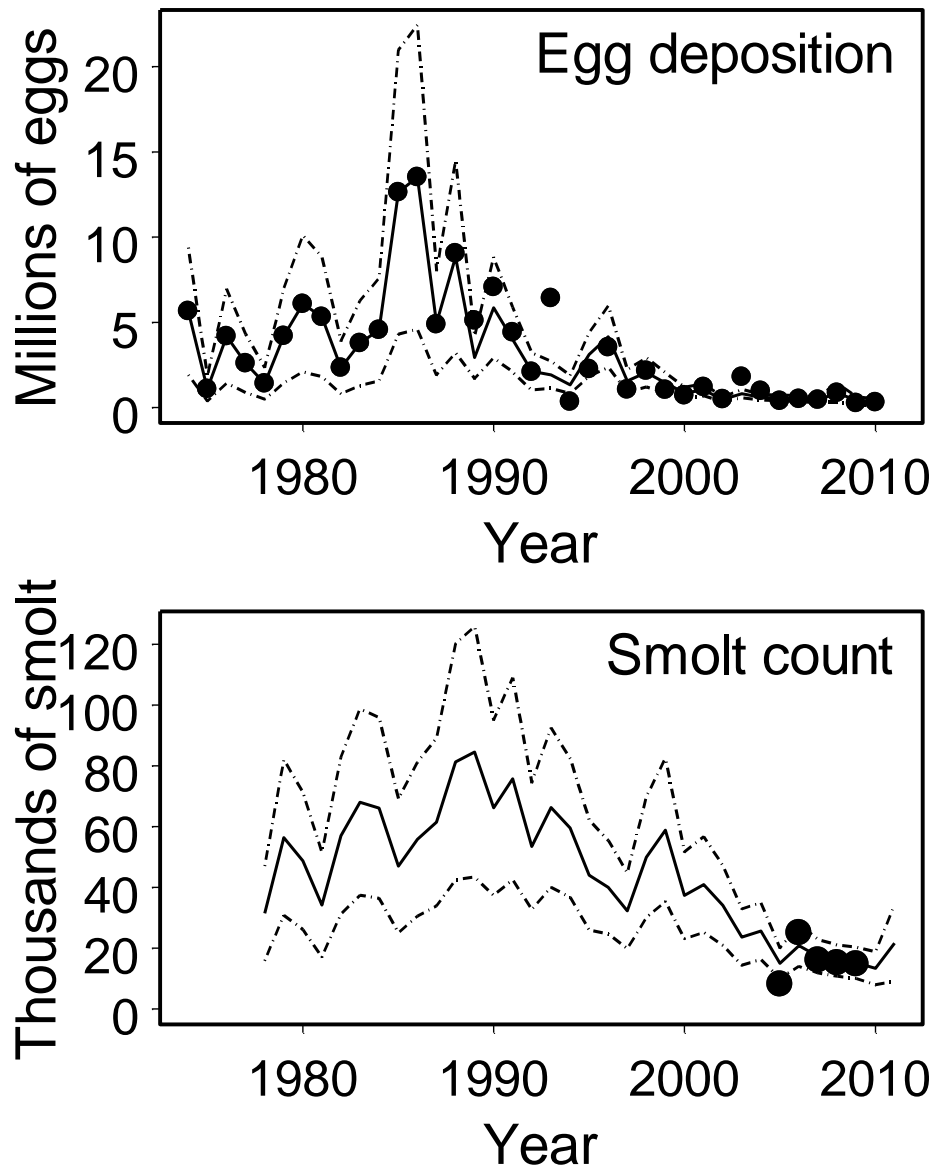 Egg deposition
Millions of eggs
20
15
10
5
0
1980 1990 2000 2010
Year
Smolt count
Thousands of smolt
120
100
80
60
40
20
0
1980 1990 2000 2010
Year